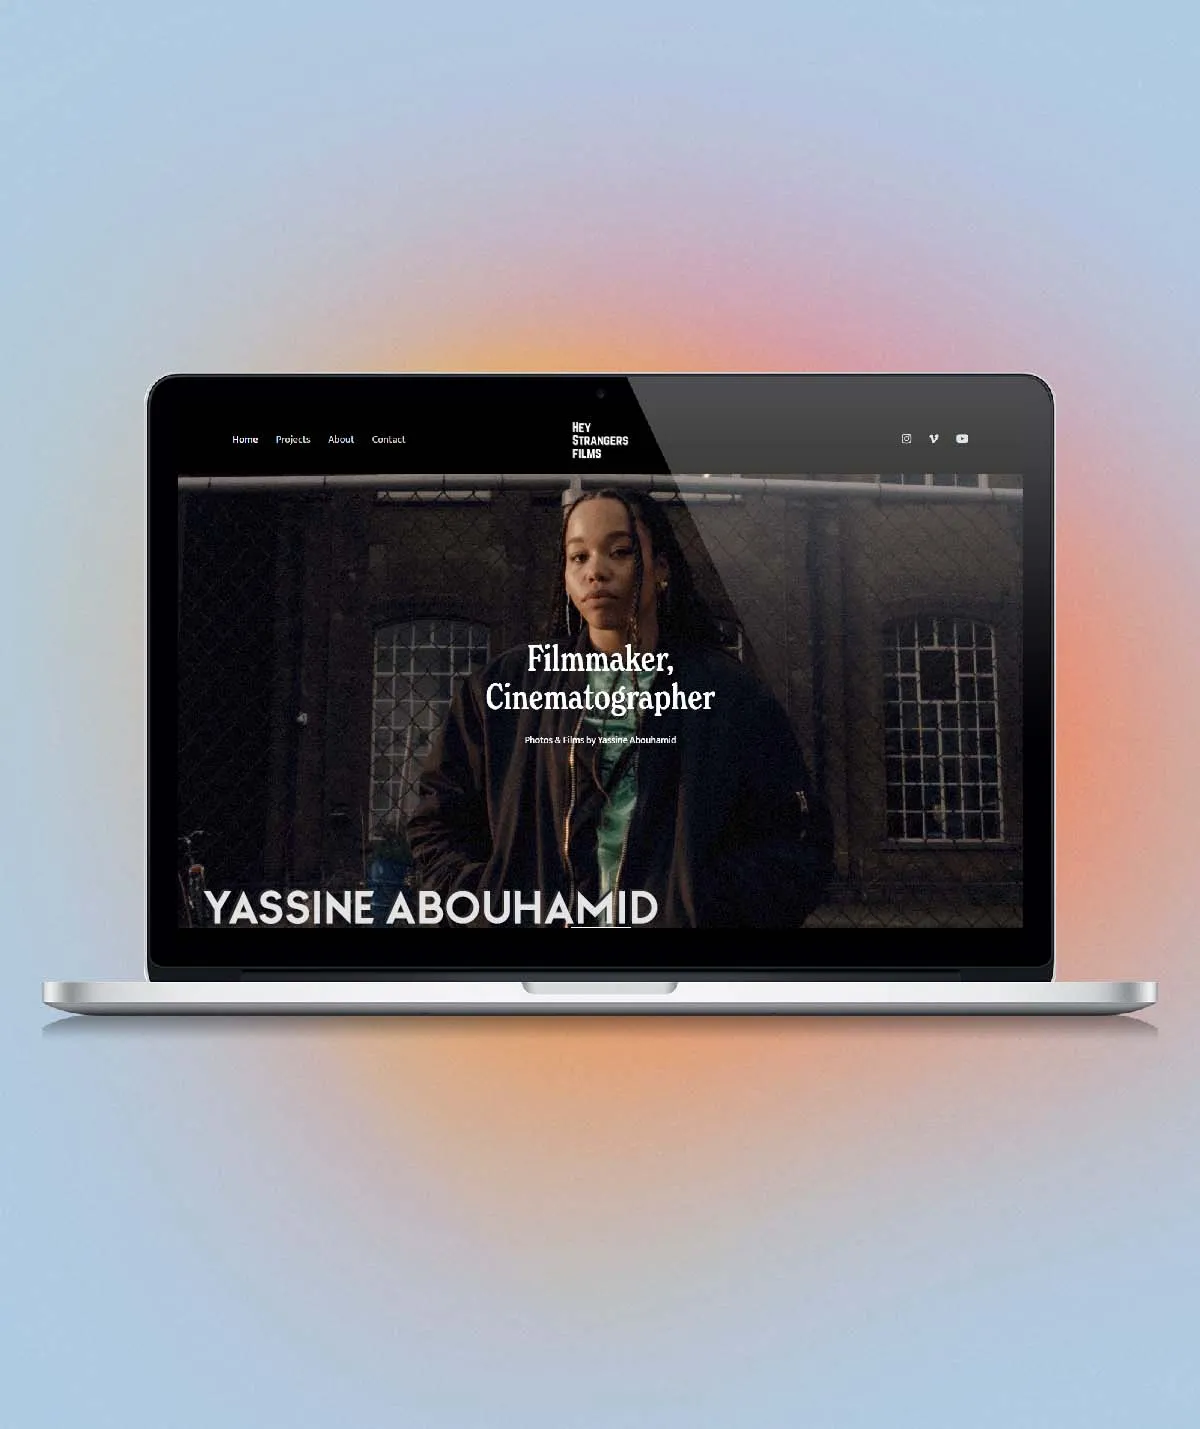 Home Projects About Contact
HEY
STRANGERS
FILMS
Filmmaker,
Cinematographer
Photos & Films by Yassine Abouhamid
YASSINE ABOUHAMID